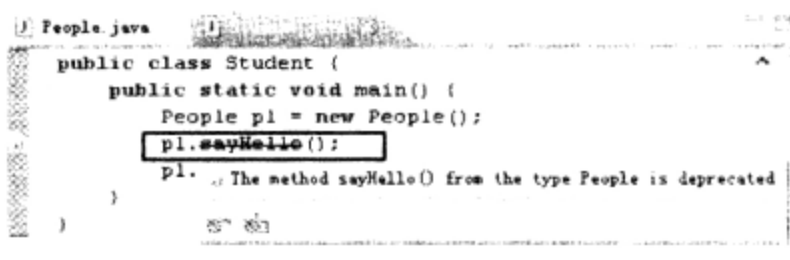 People.java
public class Student {
public static void main() {
People p1 = new People();
p1.sayHello();
p1.
The method sayHello() from the type People is deprecated
}
}